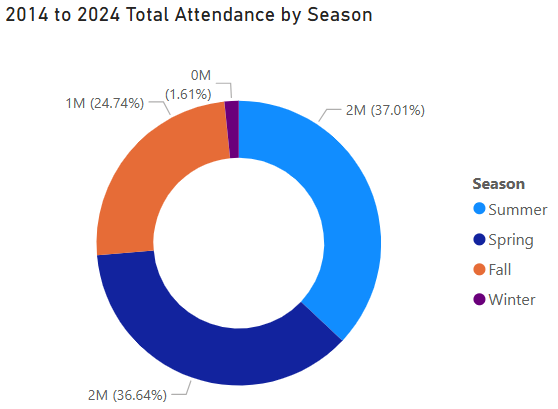 2014 to 2024 Total Attendance by Season
0M
(1.61%)
1M (24.74%)
2M (37.01%)
Season
Summer
Spring
Fall
Winter
2M (36.64%)